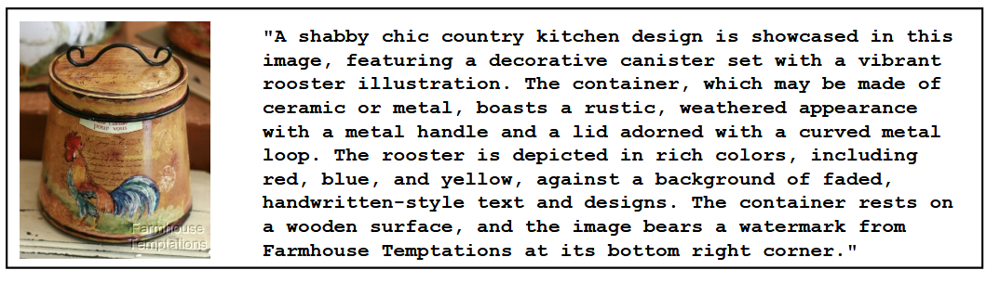 pour vous
Farmhouse
Temptations
"A shabby chic country kitchen design is showcased in this
image, featuring a decorative canister set with a vibrant
rooster illustration. The container, which may be made of
ceramic or metal, boasts a rustic, weathered appearance
with a metal handle and a lid adorned with a curved metal
loop. The rooster is depicted in rich colors, including
red, blue, and yellow, against a background of faded,
handwritten-style text and designs. The container rests on
a wooden surface, and the image bears a watermark from
Farmhouse Temptations at its bottom right corner."